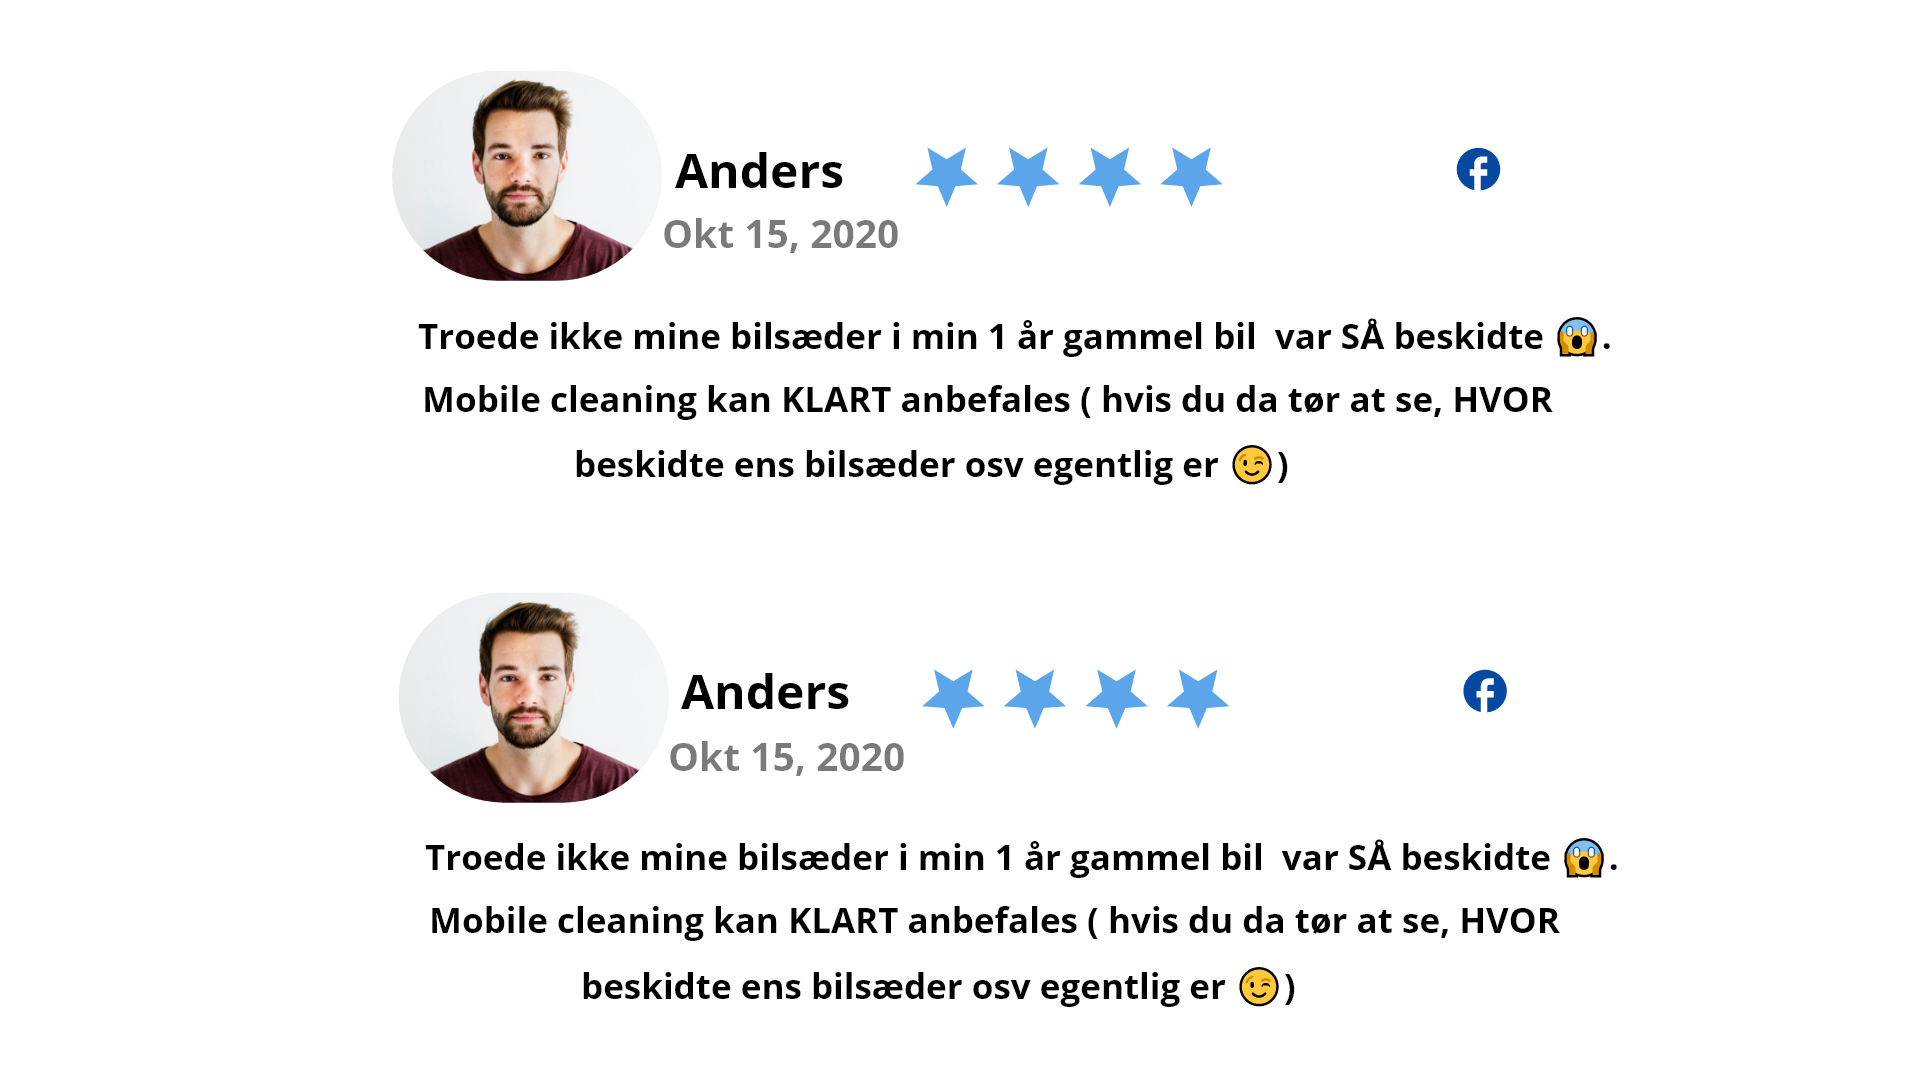 Anders
Okt 15, 2020
Troede ikke mine bilsæder i min 1 år gammel bil  var SÅ beskidte 😱.
Mobile cleaning kan KLART anbefales ( hvis du da tør at se, HVOR
beskidte ens bilsæder osv egentlig er 😉)
Anders
Okt 15, 2020
Troede ikke mine bilsæder i min 1 år gammel bil  var SÅ beskidte 😱.
Mobile cleaning kan KLART anbefales ( hvis du da tør at se, HVOR
beskidte ens bilsæder osv egentlig er 😉)